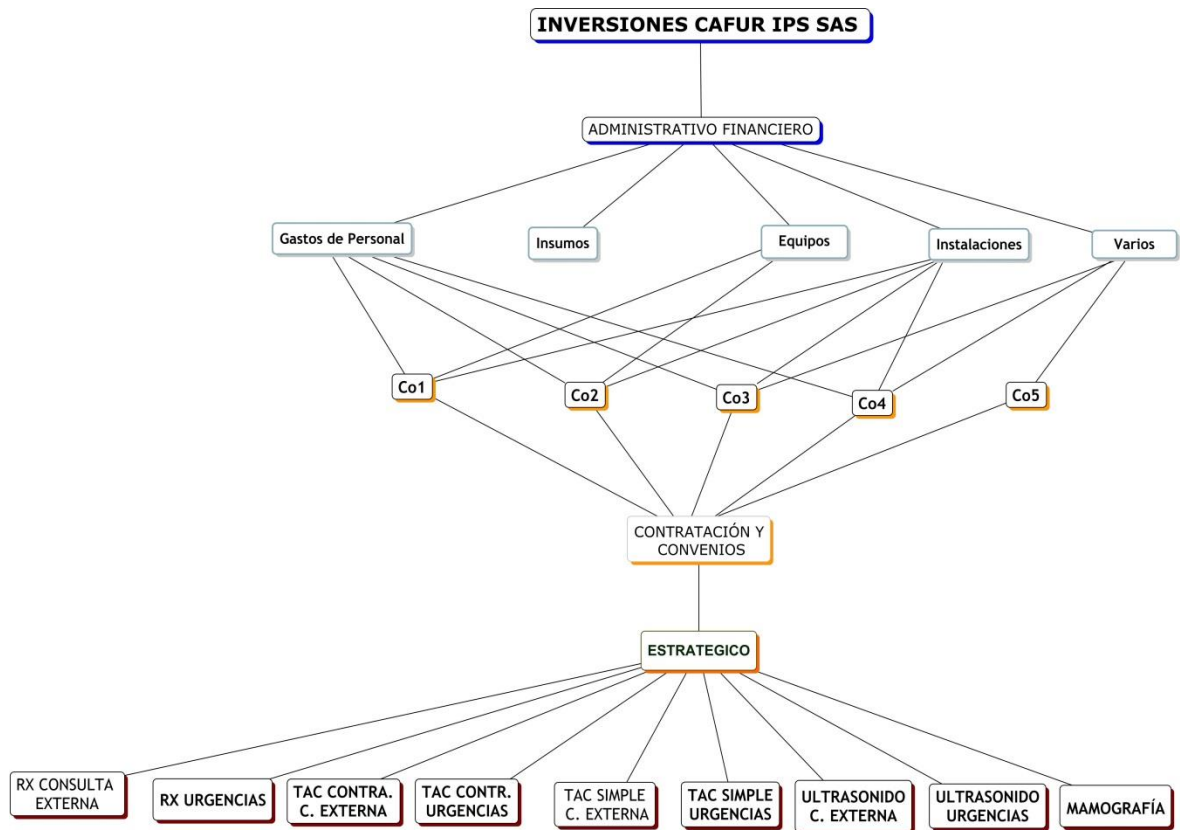 INVERSIONES CAFUR IPS SAS
ADMINISTRATIVO FINANCIERO
Gastos de Personal
Insumos
Equipos
Instalaciones
Varios
Co1
Co2
Co3
Co4
Co5
CONTRATACIÓN Y
CONVENIOS
ESTRATEGICO
RX CONSULTA
EXTERNA
RX URGENCIAS
TAC CONTRA.
C. EXTERNA
TAC CONTR.
URGENCIAS
TAC SIMPLE
C. EXTERNA
TAC SIMPLE
URGENCIAS
ULTRASONIDO
C. EXTERNA
ULTRASONIDO
URGENCIAS
MAMOGRAFÍA